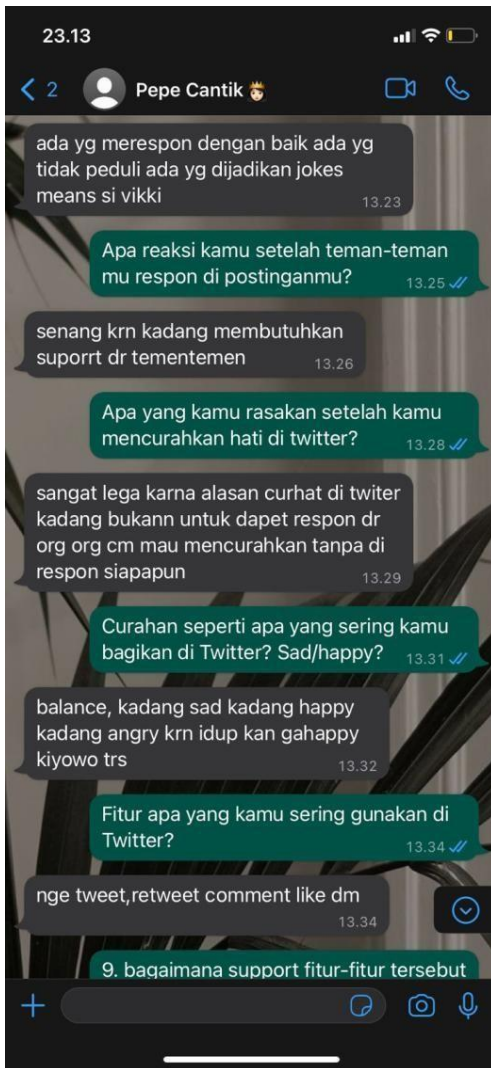 23.13
2
Pepe Cantik 👸🏻
ada yg merespon dengan baik ada yg
tidak peduli ada yg dijadikan jokes
means si vikki
13.23
Apa reaksi kamu setelah teman-teman
mu respon di postinganmu?
13.25
senang krn kadang membutuhkan
suporrt dr tementemen
13.26
Apa yang kamu rasakan setelah kamu
mencurahkan hati di twitter?
13.28
sangat lega karna alasan curhat di twiter
kadang bukann untuk dapet respon dr
org org cm mau mencurahkan tanpa di
respon siapapun
13.29
Curahan seperti apa yang sering kamu
bagikan di Twitter? Sad/happy?
13.31
balance, kadang sad kadang happy
kadang angry krn idup kan gahappy
kiyowo trs
13.32
Fitur apa yang kamu sering gunakan di
Twitter?
13.34
nge tweet,retweet comment like dm
13.34
9. bagaimana support fitur-fitur tersebut